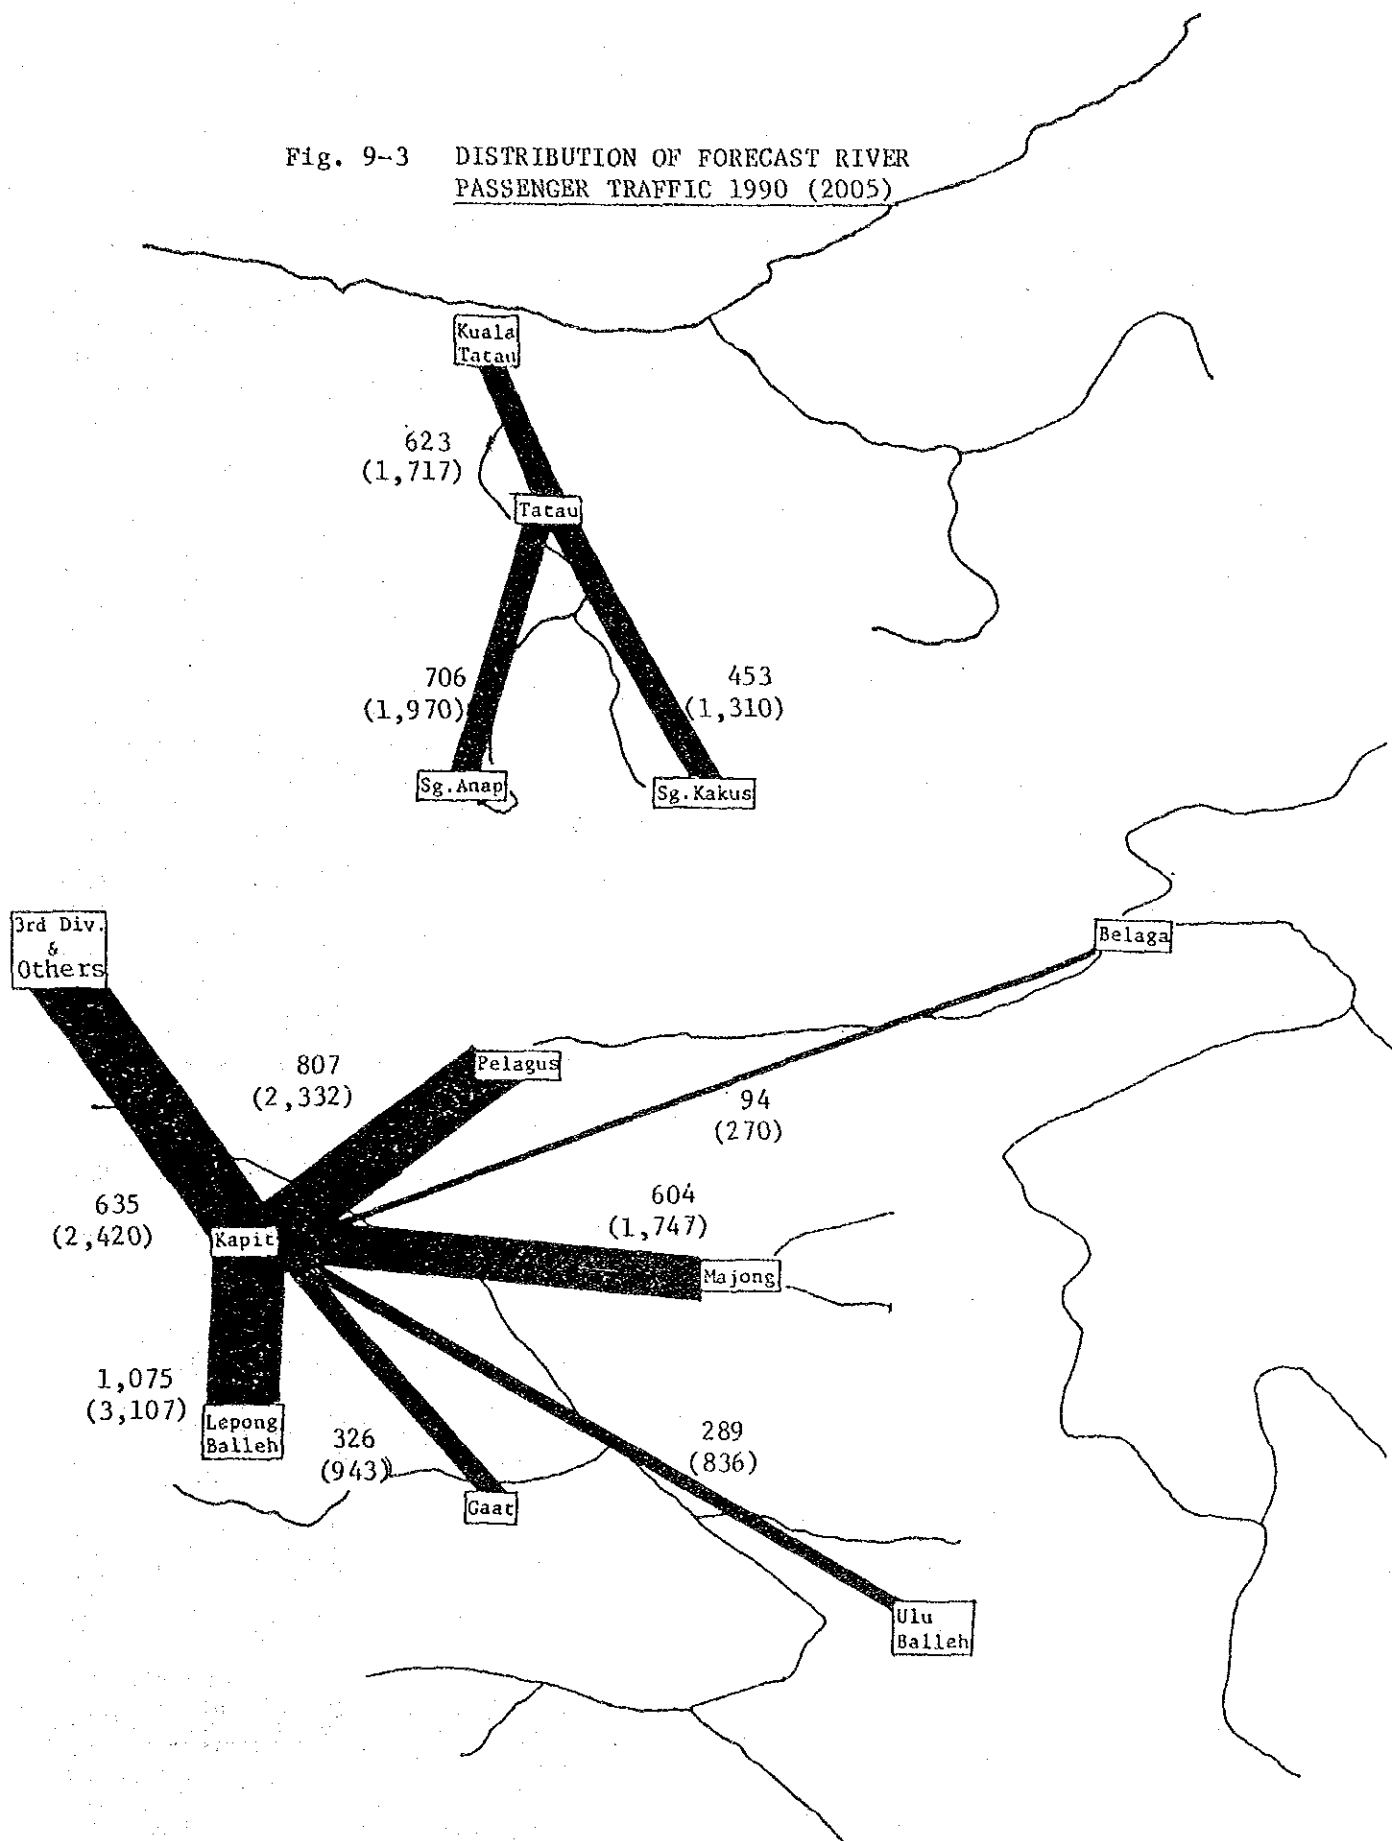 Fig. 9-3 DISTRIBUTION OF FORECAST RIVER
PASSENGER TRAFFIC 1990 (2005)
Kuala
Tatau
623
(1,717)
Tatau
706
(1,970)
453
(1,310)
Sg.Anap
Sg.Kakus
3rd Div.
&
Others
Belaga
807
(2,332)
Pelagus
94
(270)
635
(2,420)
604
(1,747)
Kapit
Majong
1,075
(3,107)
Lepong
Balleh
326
(943)
289
(836)
Gaat
Ulu
Balleh